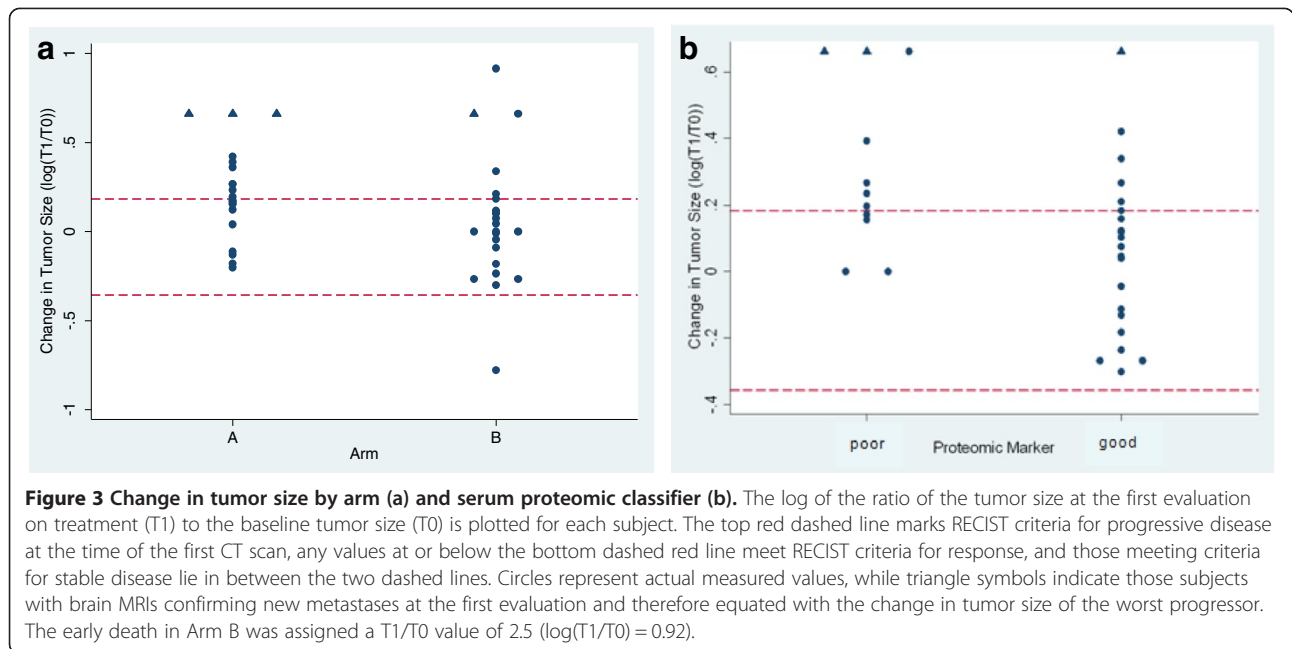 a
1
.5
0
-.5
-1
Change in Tumor Size (log(T1/T0))
A
B
Arm
b
.6
.4
.2
0
-.2
-.4
Change in Tumor Size (log(T1/T0))
poor
good
Proteomic Marker
Figure 3 Change in tumor size by arm (a) and serum proteomic classifier (b). The log of the ratio of the tumor size at the first evaluation
on treatment (T1) to the baseline tumor size (T0) is plotted for each subject. The top red dashed line marks RECIST criteria for progressive disease
at the time of the first CT scan, any values at or below the bottom dashed red line meet RECIST criteria for response, and those meeting criteria
for stable disease lie in between the two dashed lines. Circles represent actual measured values, while triangle symbols indicate those subjects
with brain MRIs confirming new metastases at the first evaluation and therefore equated with the change in tumor size of the worst progressor.
The early death in Arm B was assigned a T1/T0 value of 2.5 (log(T1/T0) = 0.92).